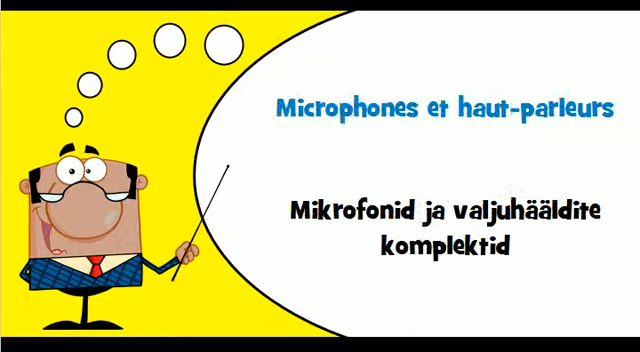 Microphones et haut-parleurs
Mikrofonid ja valjuhääldite
komplektid